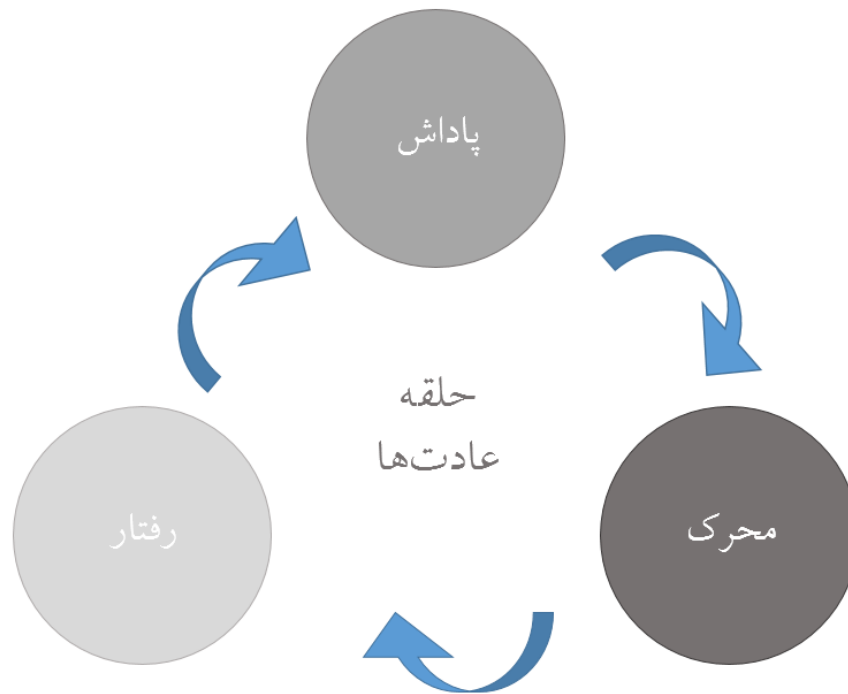 پاداش
حلقه
عادت‌ها
محرک
رفتار